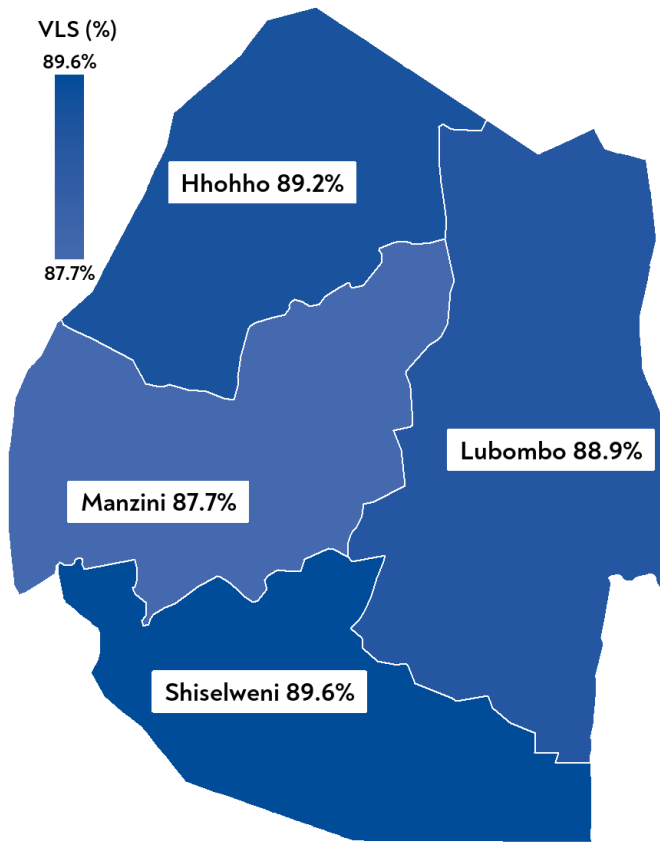 VLS (%)
89.6%
87.7%
Hhohho 89.2%
Lubombo 88.9%
Manzini 87.7%
Shiselweni 89.6%